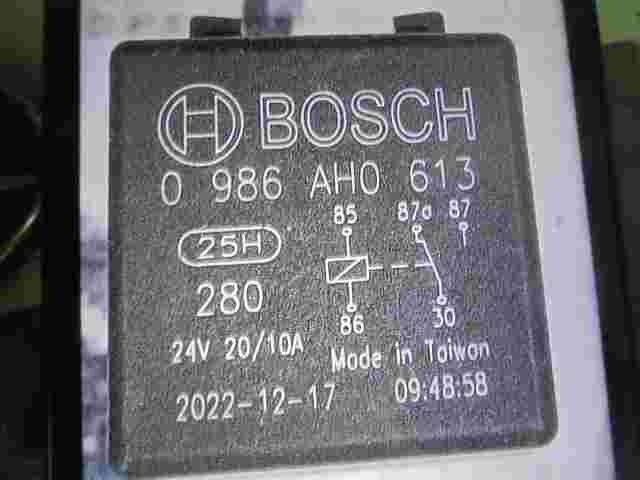 BOSCH
0 986 AH0 613
85 87a 87
25H
280
86 30
24V 20/10A
Made in Taiwan
2022-12-17 09:48:58